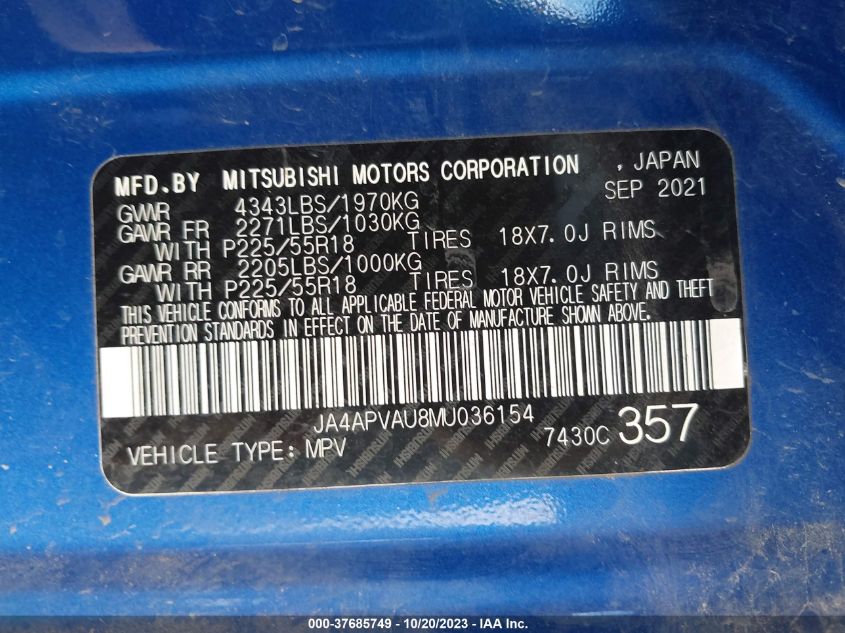 MFD.BY MITSUBISHI MOTORS CORPORATION , JAPAN
SEP 2021
GVWR 4343LBS/1970KG
GAWR FR 2271LBS/1030KG
WITH P225/55R18 TIRES 18X7.0J RIMS
GAWR RR 2205LBS/1000KG
WITH P225/55R18 TIRES 18X7.0J RIMS
THIS VEHICLE CONFORMS TO ALL APPLICABLE FEDERAL MOTOR VEHICLE SAFETY AND THEFT
PREVENTION STANDARDS IN EFFECT ON THE DATE OF MANUFACTURE SHOWN ABOVE.
JA4APVAU8MU036154
7430C 357
VEHICLE TYPE: MPV
000-37685749 - 10/20/2023 - IAA Inc.